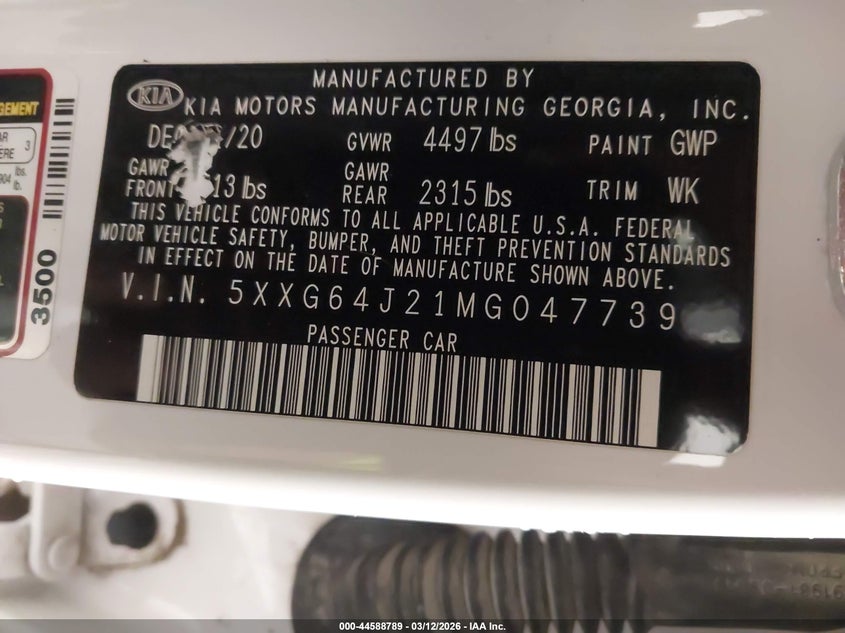 MANUFACTURED BY
KIA KIA MOTORS MANUFACTURING GEORGIA, INC.
/20 GVWR 4497 lbs PAINT GWP
GAWR FRONT 13 lbs GAWR REAR 2315 lbs TRIM WK
THIS VEHICLE CONFORMS TO ALL APPLICABLE U.S.A. FEDERAL
MOTOR VEHICLE SAFETY, BUMPER, AND THEFT PREVENTION STANDARDS
IN EFFECT ON THE DATE OF MANUFACTURE SHOWN ABOVE.
V.I.N. 5XXG64J21MG047739
PASSENGER CAR
3500
000-44588789 - 03/12/2026 - IAA Inc.